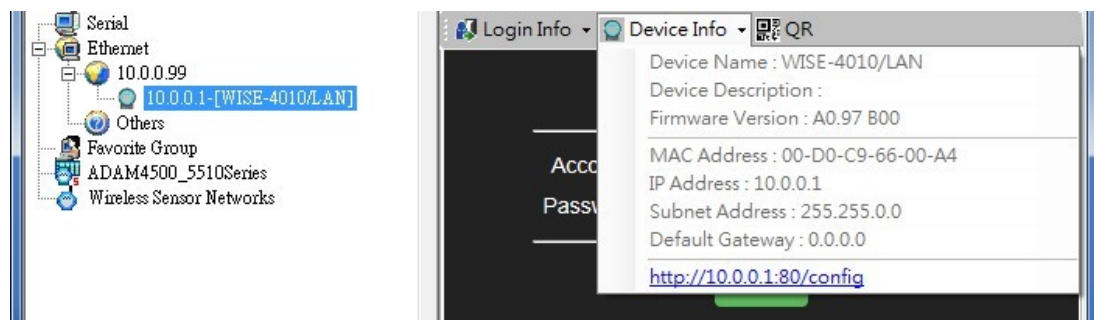 Serial
Ethernet
10.0.0.99
10.0.0.1-[WISE-4010/LAN]
Others
Favorite Group
ADAM4500_5510Series
Wireless Sensor Networks
Login Info Device Info QR
Device Name : WISE-4010/LAN
Device Description :
Firmware Version : A0.97 B00
MAC Address : 00-D0-C9-66-00-A4
IP Address : 10.0.0.1
Subnet Address : 255.255.0.0
Default Gateway : 0.0.0.0
http://10.0.0.1:80/config
Acco
Passw